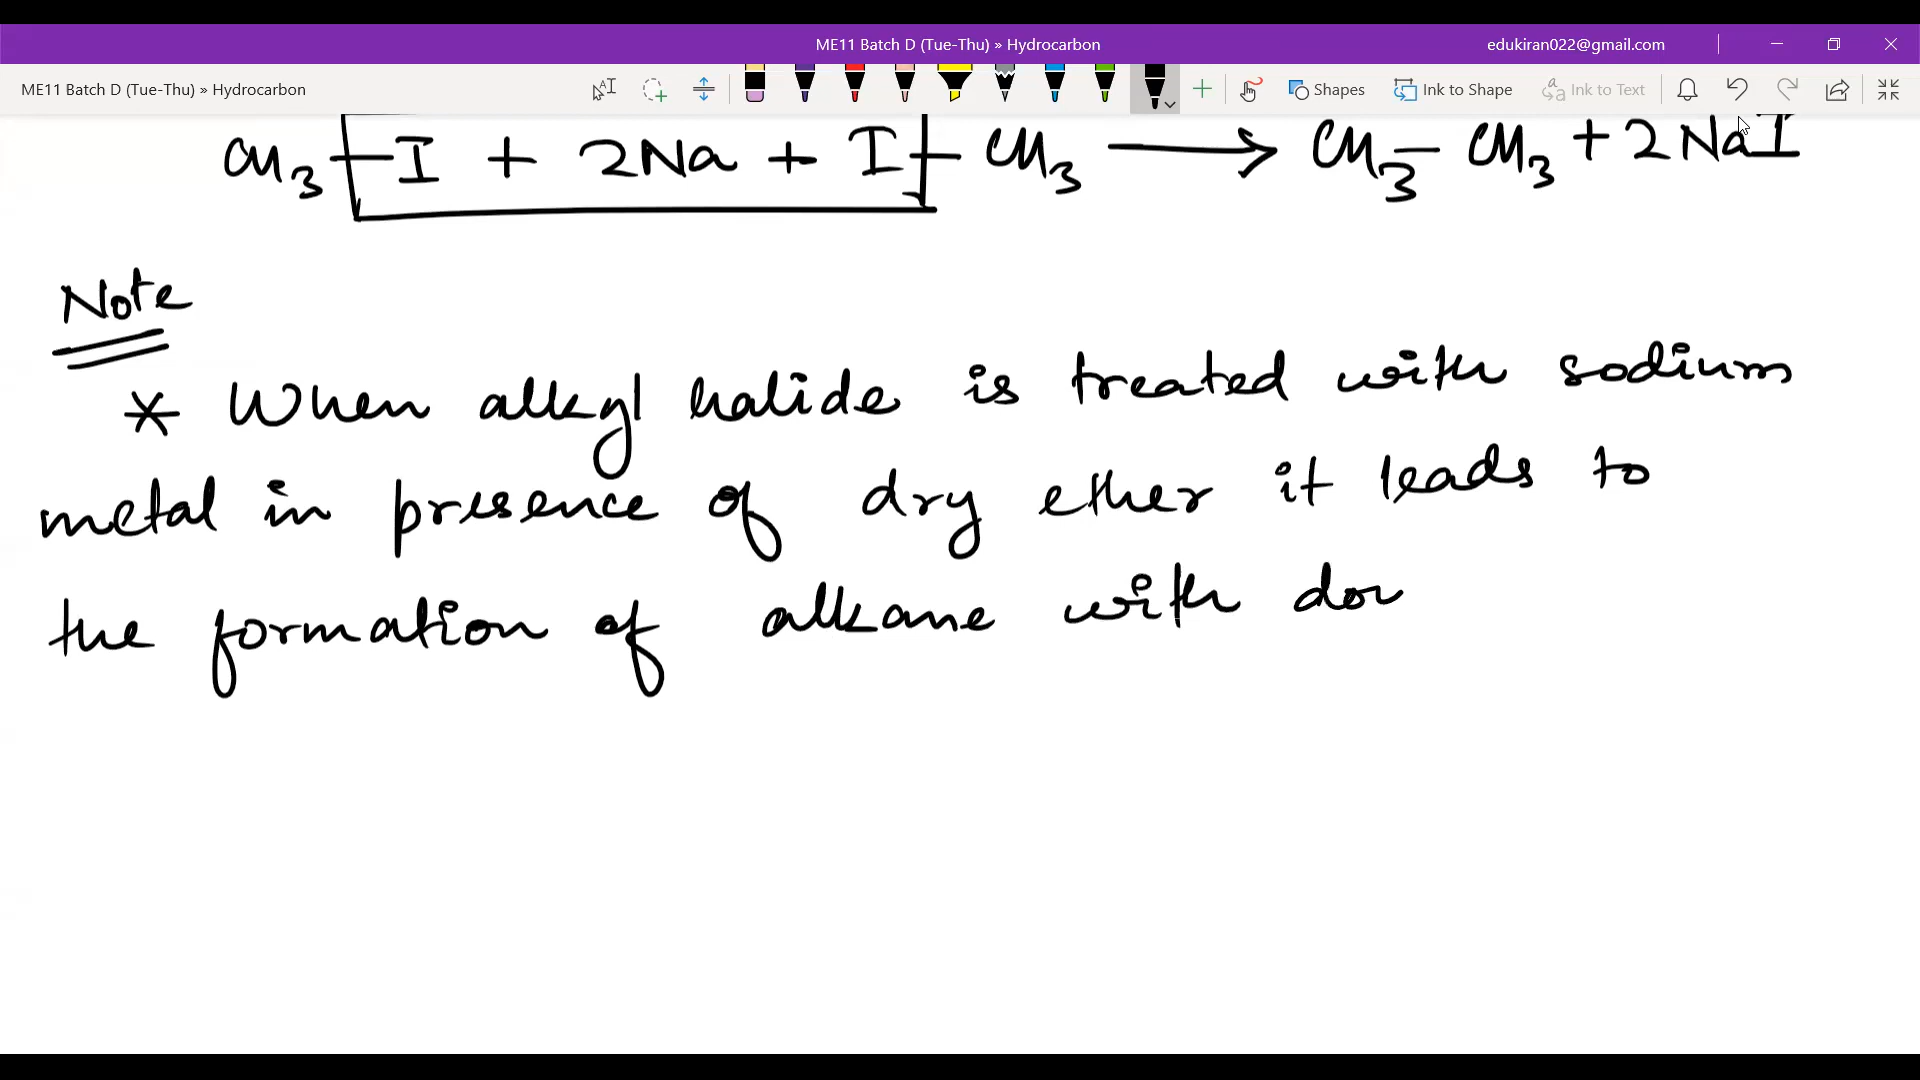 ME11 Batch D (Tue-Thu) » Hydrocarbon
edukiran022@gmail.com
ME11 Batch D (Tue-Thu) » Hydrocarbon
Shapes
Ink to Shape
Ink to Text
CH3 - I + 2Na + I - CH3 ⟶ CH3 - CH3 + 2NaI
Note
* When alkyl halide is treated with sodium
metal in presence of dry ether it leads to
the formation of alkane with dou